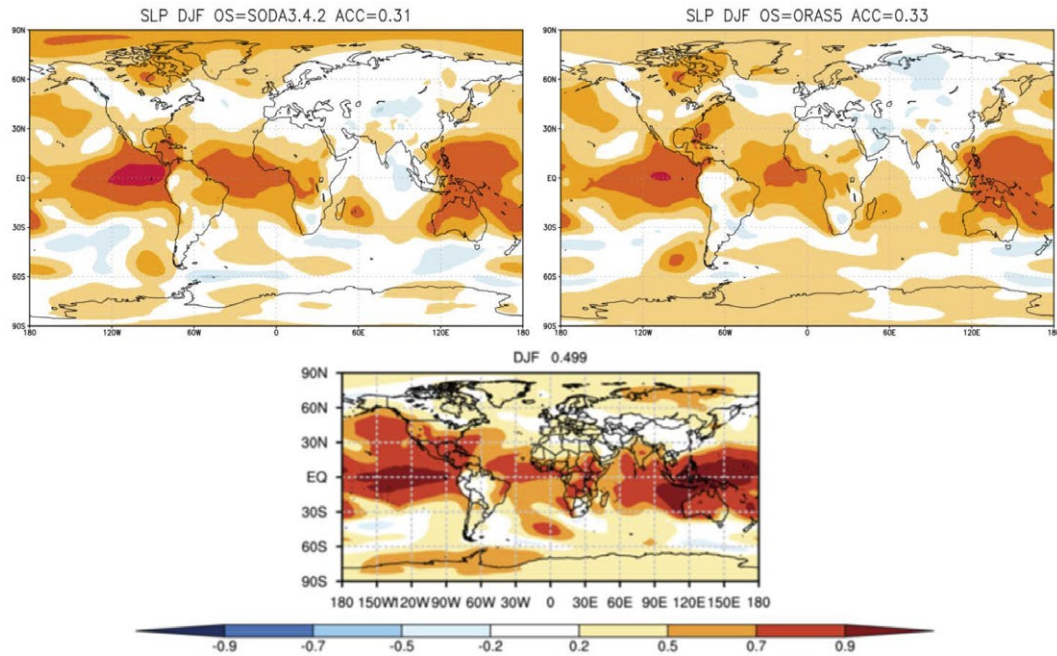 SLP DJF OS=SODA3.4.2 ACC=0.31
90N
60N
30N
EQ
30S
60S
90S
180 120W 60W 0 60E 120E 180
SLP DJF OS=ORAS5 ACC=0.33
90N
60N
30N
EQ
30S
60S
90S
180 120W 60W 0 60E 120E 180
DJF 0.499
90N
60N
30N
EQ
30S
60S
90S
180 150W120W 90W 60W 30W 0 30E 60E 90E 120E 150E 180
-0.9 -0.7 -0.5 -0.2 0.2 0.5 0.7 0.9